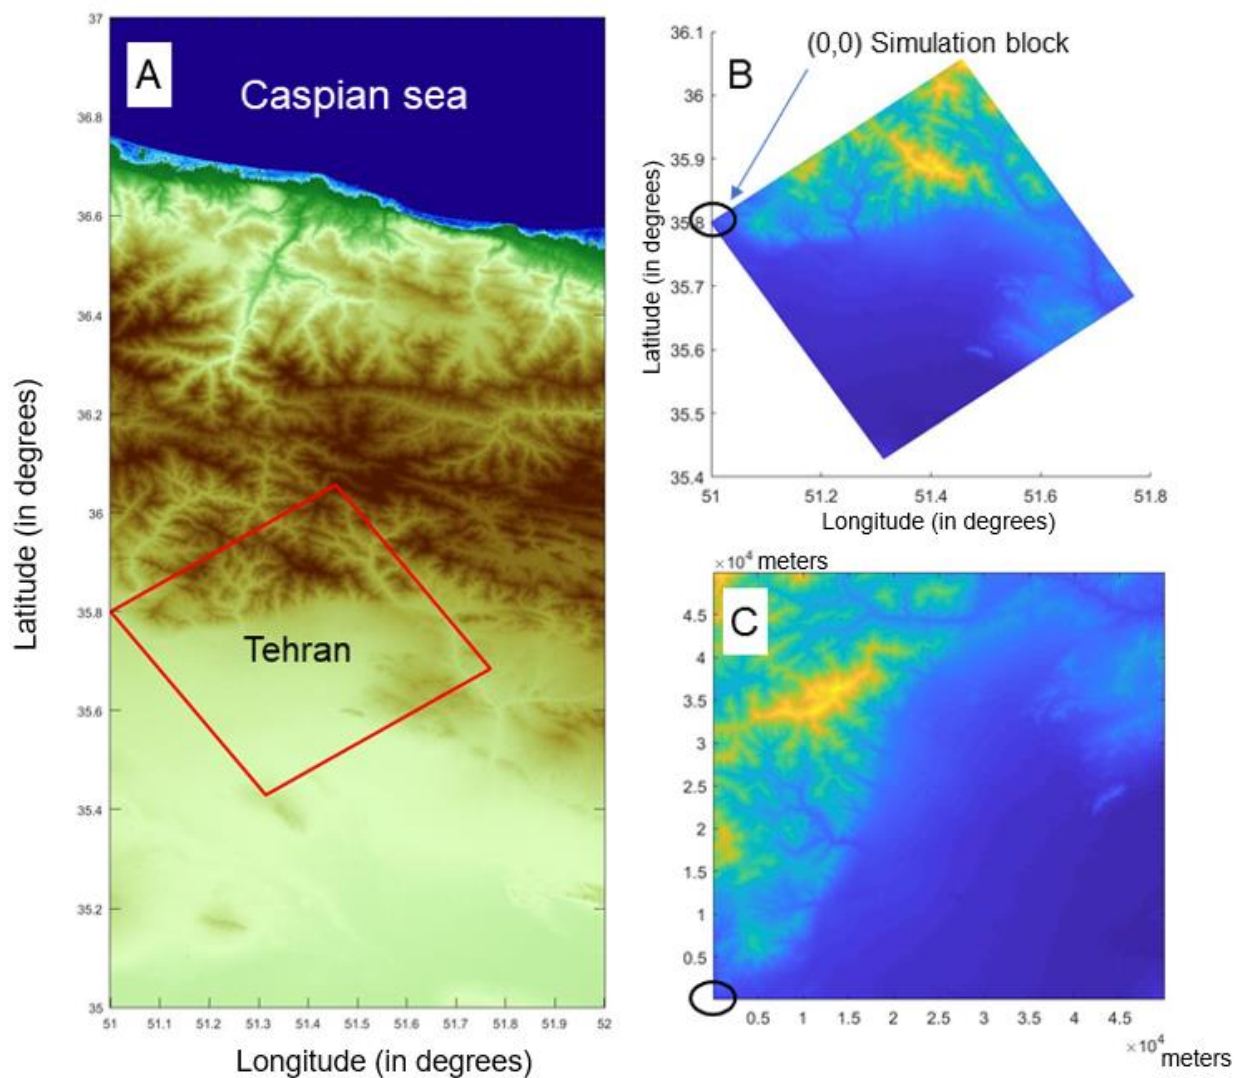 A
Caspian sea
Tehran
37
36.8
36.6
36.4
36.2
36
35.8
35.6
35.4
35.2
35
51 51.1 51.2 51.3 51.4 51.5 51.6 51.7 51.8 51.9 52
Latitude (in degrees)
Longitude (in degrees)
B
(0,0) Simulation block
36.1
36
35.9
35.8
35.7
35.6
35.5
35.4
51 51.2 51.4 51.6 51.8
Latitude (in degrees)
Longitude (in degrees)
×10⁴ meters
C
4.5
4
3.5
3
2.5
2
1.5
1
0.5
0.5 1 1.5 2 2.5 3 3.5 4 4.5
×10⁴ meters